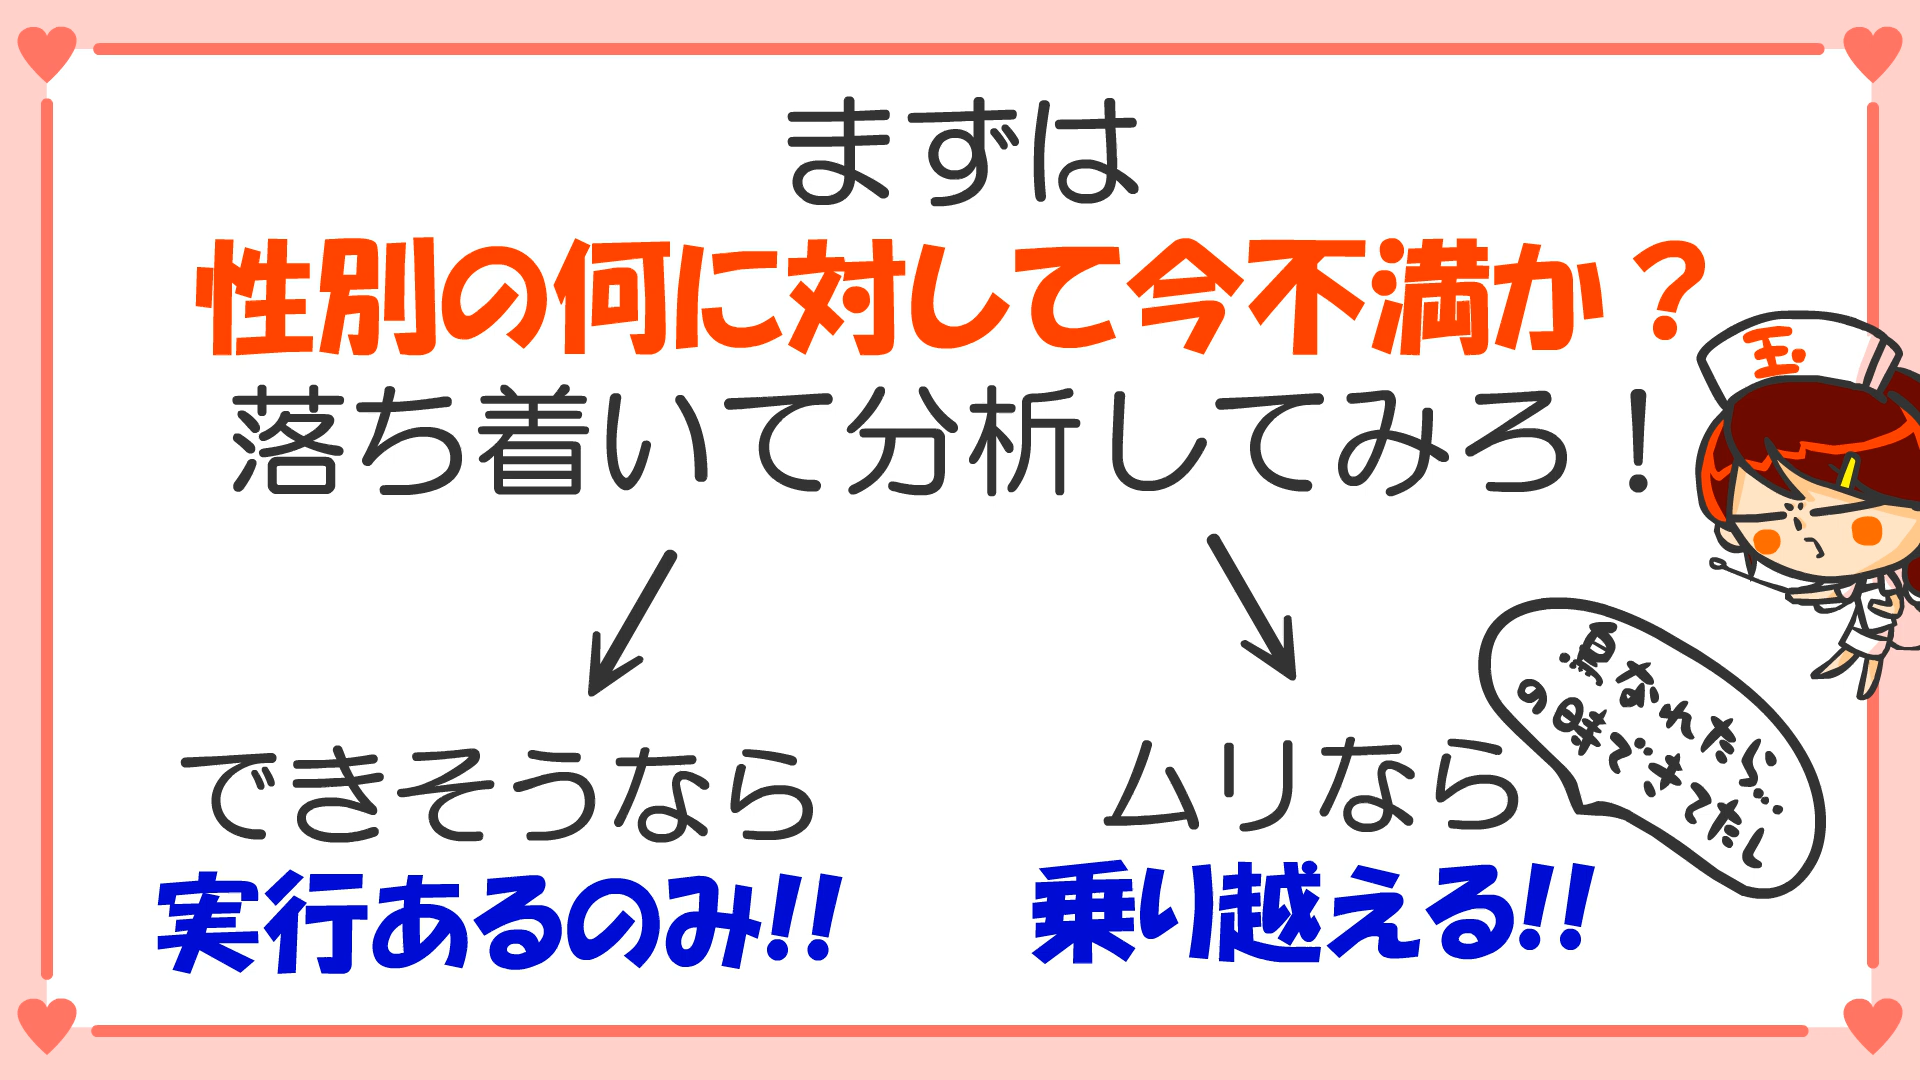 まずは
性別の何に対して今不満か？
落ち着いて分析してみろ！
玉
できそうなら
実行あるのみ!!
ムリなら
乗り越える!!
息なれたら…
の時できてたし